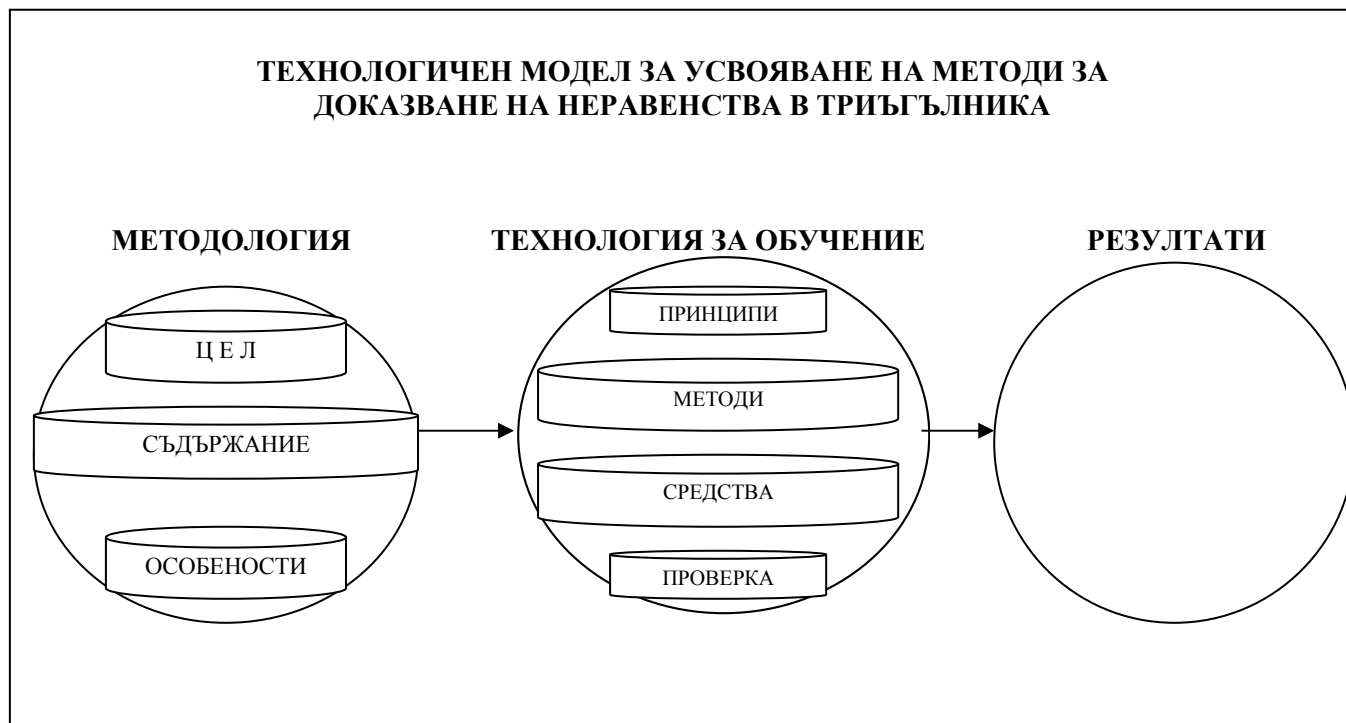 ТЕХНОЛОГИЧЕН МОДЕЛ ЗА УСВОЯВАНЕ НА МЕТОДИ ЗА
ДОКАЗВАНЕ НА НЕРАВЕНСТВА В ТРИЪГЪЛНИКА
МЕТОДОЛОГИЯ
Ц Е Л
СЪДЪРЖАНИЕ
ОСОБЕНОСТИ
ТЕХНОЛОГИЯ ЗА ОБУЧЕНИЕ
ПРИНЦИПИ
МЕТОДИ
СРЕДСТВА
ПРОВЕРКА
РЕЗУЛТАТИ